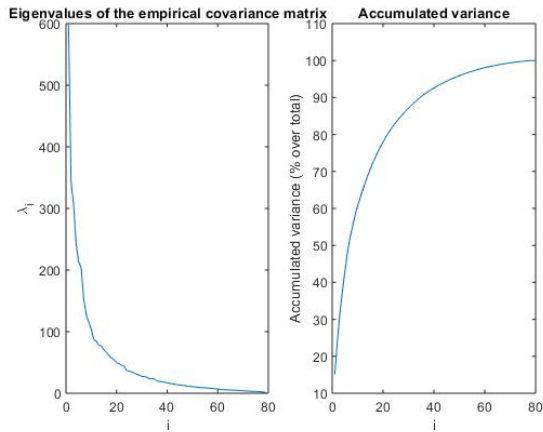 Eigenvalues of the empirical covariance matrix
600
500
400
300
200
100
0
λi
0 20 40 60 80
i
Accumulated variance
110
100
90
80
70
60
50
40
30
20
10
Accumulated variance (% over total)
0 20 40 60 80
i